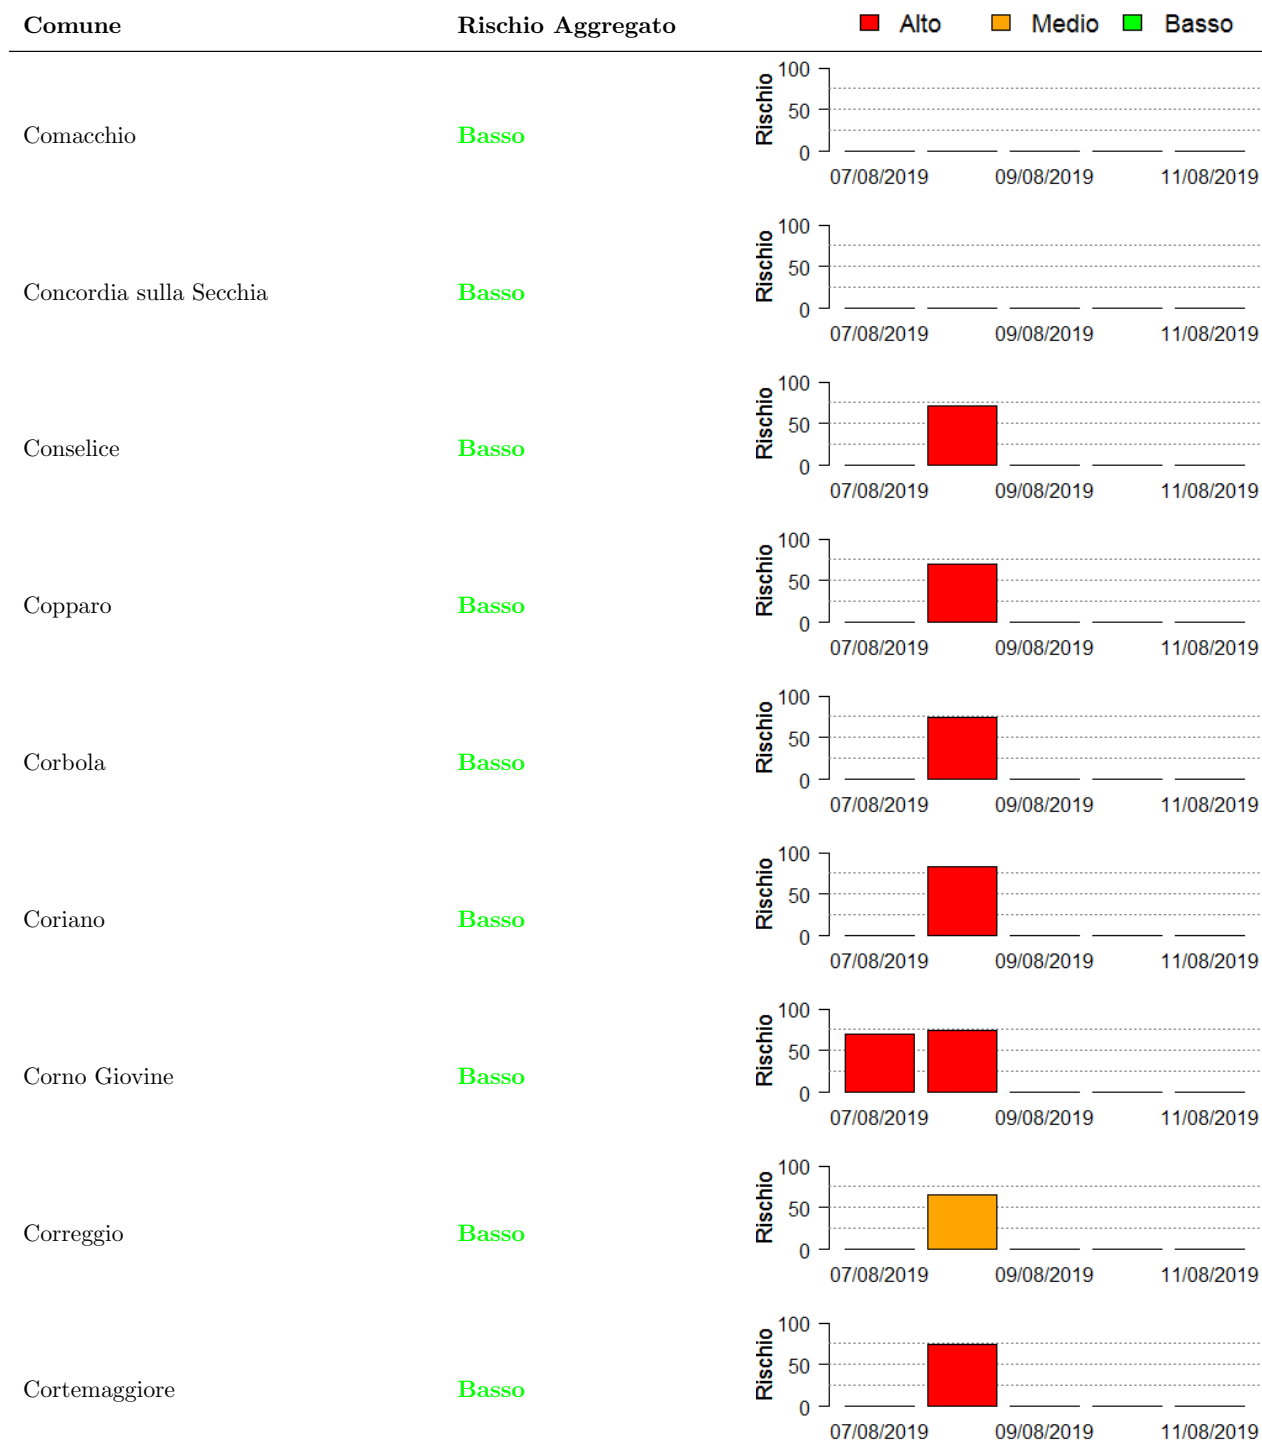 Comune Rischio Aggregato Alto Medio Basso
100
50
0
Rischio
Comacchio Basso
07/08/2019 09/08/2019 11/08/2019
100
50
0
Rischio
Concordia sulla Secchia Basso
07/08/2019 09/08/2019 11/08/2019
100
50
0
Rischio
Conselice Basso
07/08/2019 09/08/2019 11/08/2019
100
50
0
Rischio
Copparo Basso
07/08/2019 09/08/2019 11/08/2019
100
50
0
Rischio
Corbola Basso
07/08/2019 09/08/2019 11/08/2019
100
50
0
Rischio
Coriano Basso
07/08/2019 09/08/2019 11/08/2019
100
50
0
Rischio
Corno Giovine Basso
07/08/2019 09/08/2019 11/08/2019
100
50
0
Rischio
Correggio Basso
07/08/2019 09/08/2019 11/08/2019
100
50
0
Rischio
Cortemaggiore Basso
07/08/2019 09/08/2019 11/08/2019